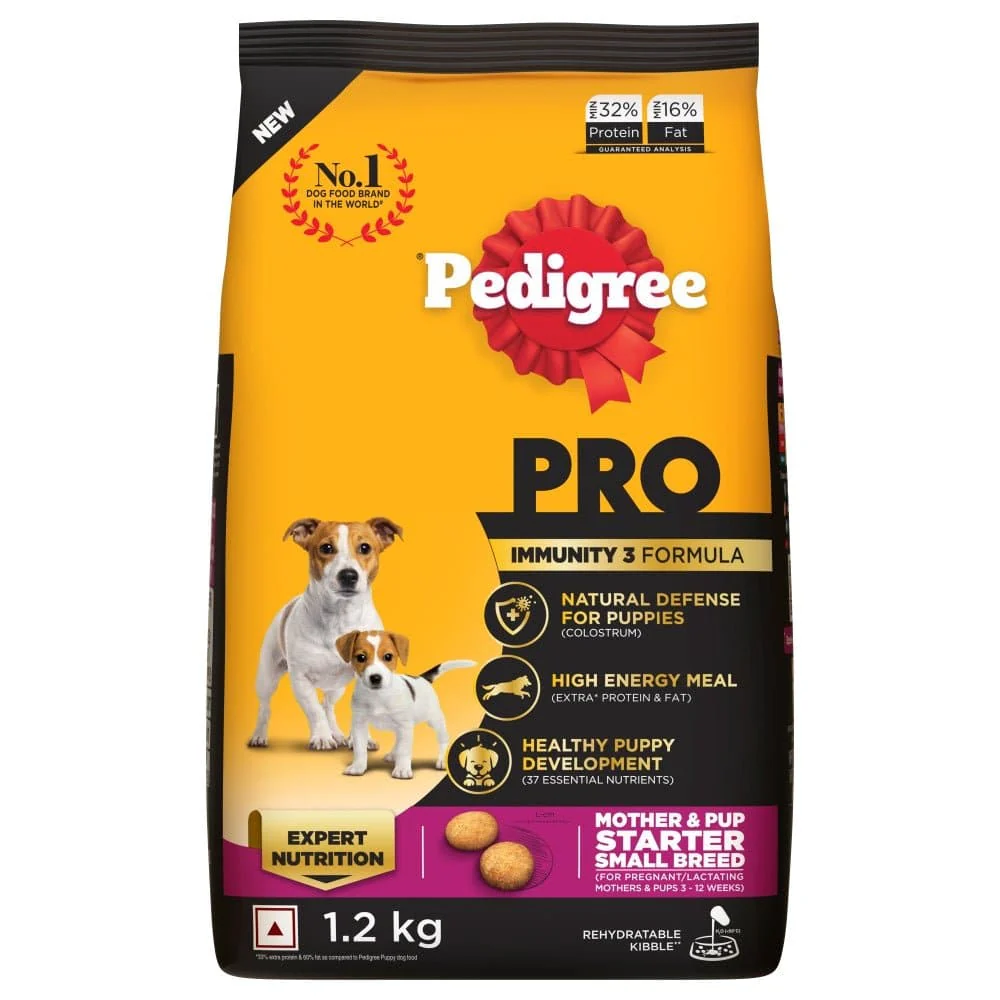 NEW
No.1
DOG FOOD BRAND
IN THE WORLD#
MIN 32% MIN 16%
Protein Fat
GUARANTEED ANALYSIS
® Pedigree
PRO
IMMUNITY 3 FORMULA
NATURAL DEFENSE
FOR PUPPIES
(COLOSTRUM)
HIGH ENERGY MEAL
(EXTRA* PROTEIN & FAT)
HEALTHY PUPPY
DEVELOPMENT
(37 ESSENTIAL NUTRIENTS)
EXPERT
NUTRITION
MOTHER & PUP
STARTER
SMALL BREED
(FOR PREGNANT/LACTATING
MOTHERS & PUPS 3 - 12 WEEKS)
1.2 kg
REHYDRATABLE
KIBBLE**